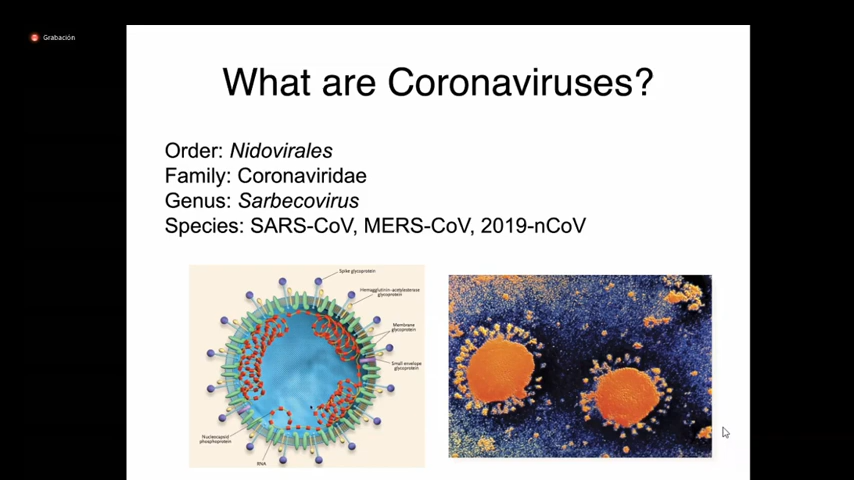 Grabación
What are Coronaviruses?
Order: Nidovirales
Family: Coronaviridae
Genus: Sarbecovirus
Species: SARS-CoV, MERS-CoV, 2019-nCoV
Spike glycoprotein
Hemagglutinin-acetylesterase
glycoprotein
Membrane
glycoprotein
Small envelope
glycoprotein
Nucleocapsid
phosphoprotein
RNA